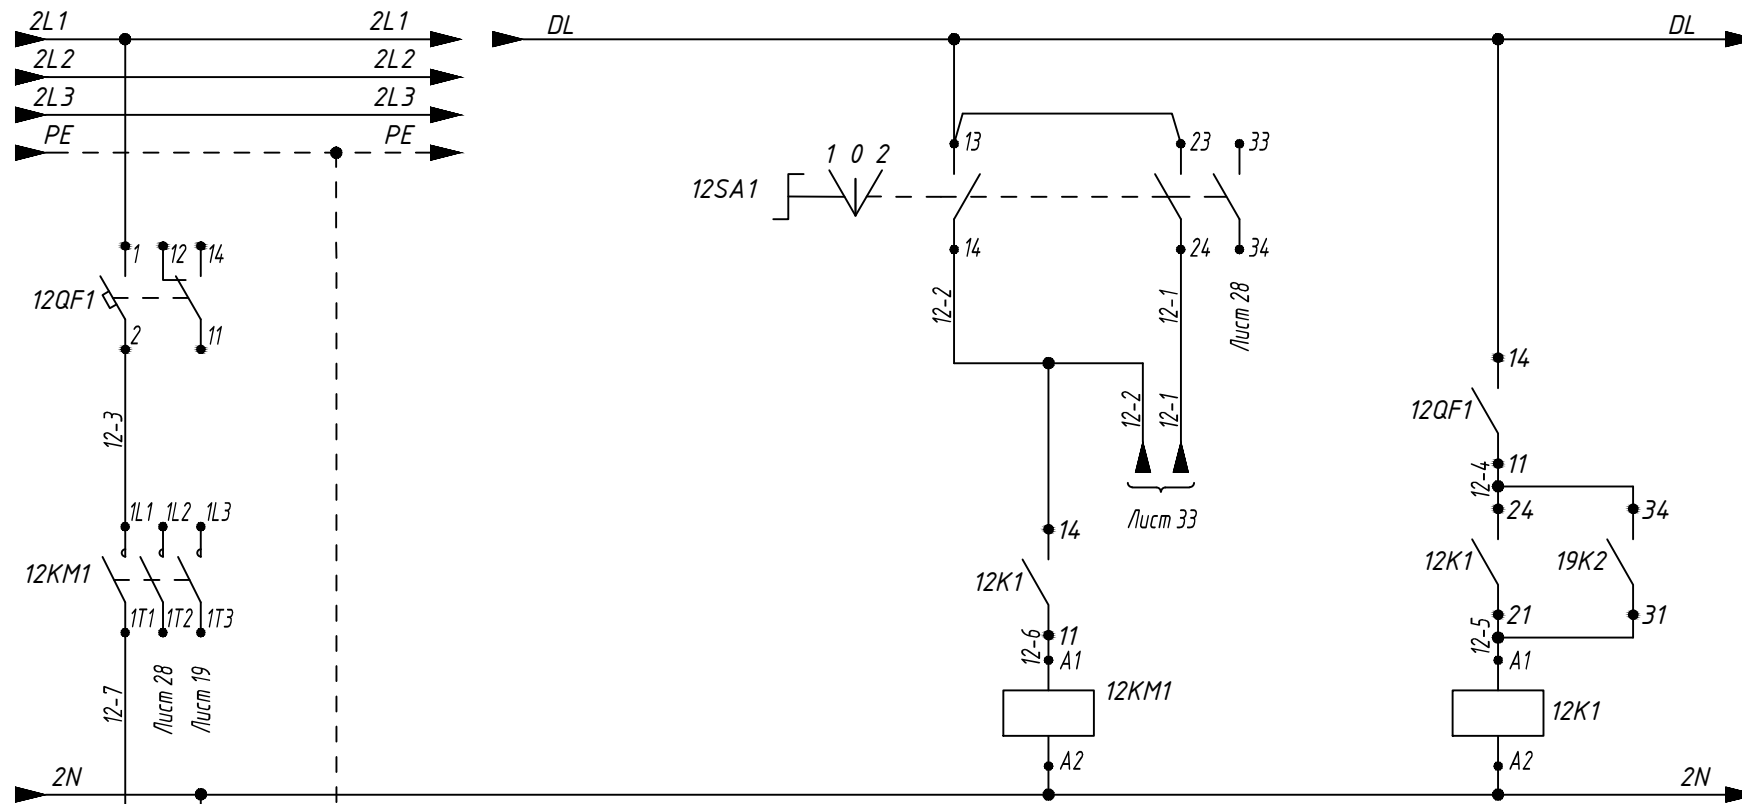 2L1 2L1
2L2 2L2
2L3 2L3
PE PE
DL DL
1 0 2
12SA1
13 23 33
14 24 34
12-2 12-1 Лист 28
12-2 12-1
Лист 33
1 12 14
12QF1
2 11
12-3
1L1 1L2 1L3
12KM1
1T1 1T2 1T3
12-7 Лист 28 Лист 19
14
12K1
11
12-6
A1
12KM1
A2
14
12QF1
11
12-4
24 34
12K1 19K2
21 31
12-5
A1
12K1
A2
2N 2N